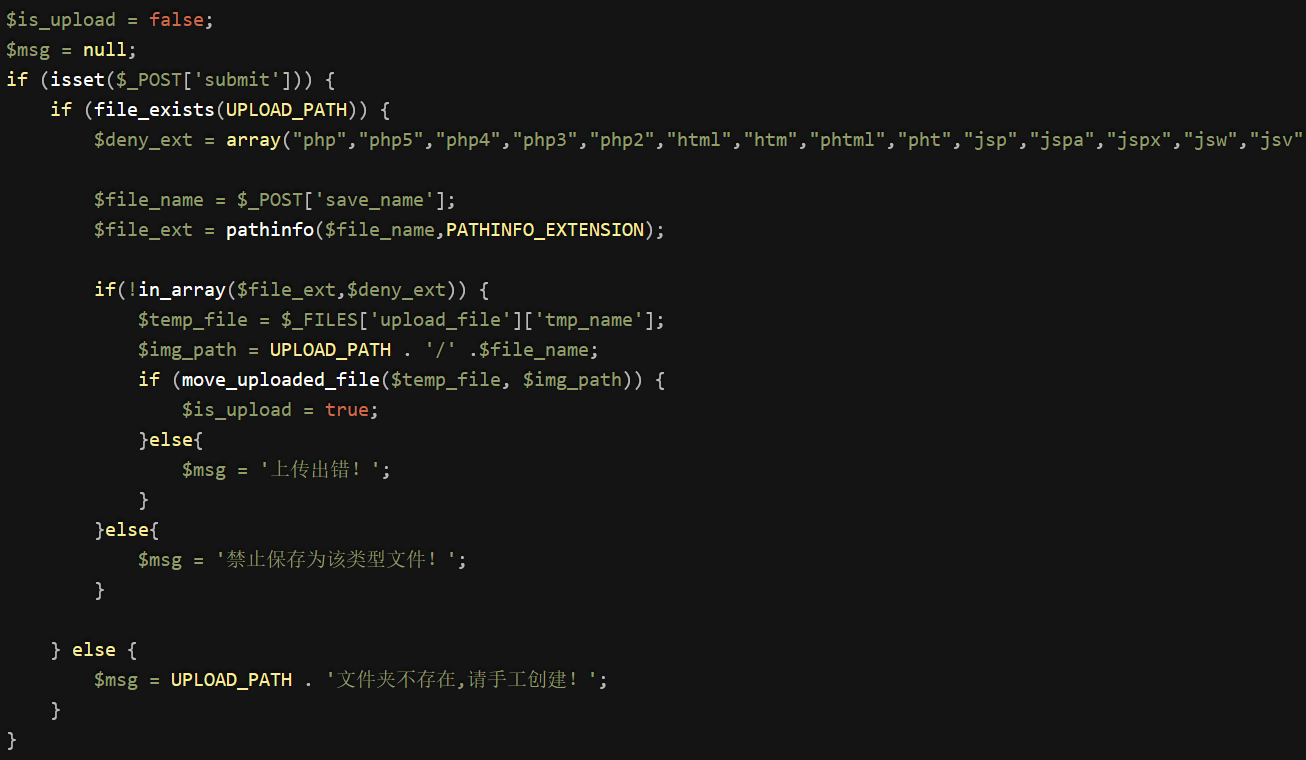 $is_upload = false;
$msg = null;
if (isset($_POST['submit'])) {
    if (file_exists(UPLOAD_PATH)) {
        $deny_ext = array("php","php5","php4","php3","php2","html","htm","phtml","pht","jsp","jspa","jspx","jsw","jsv"
        $file_name = $_POST['save_name'];
        $file_ext = pathinfo($file_name,PATHINFO_EXTENSION);
        if(!in_array($file_ext,$deny_ext)) {
            $temp_file = $_FILES['upload_file']['tmp_name'];
            $img_path = UPLOAD_PATH . '/' .$file_name;
            if (move_uploaded_file($temp_file, $img_path)) {
                $is_upload = true;
            }else{
                $msg = '上传出错！';
            }
        }else{
            $msg = '禁止保存为该类型文件！';
        }
    } else {
        $msg = UPLOAD_PATH . '文件夹不存在,请手工创建！';
    }
}